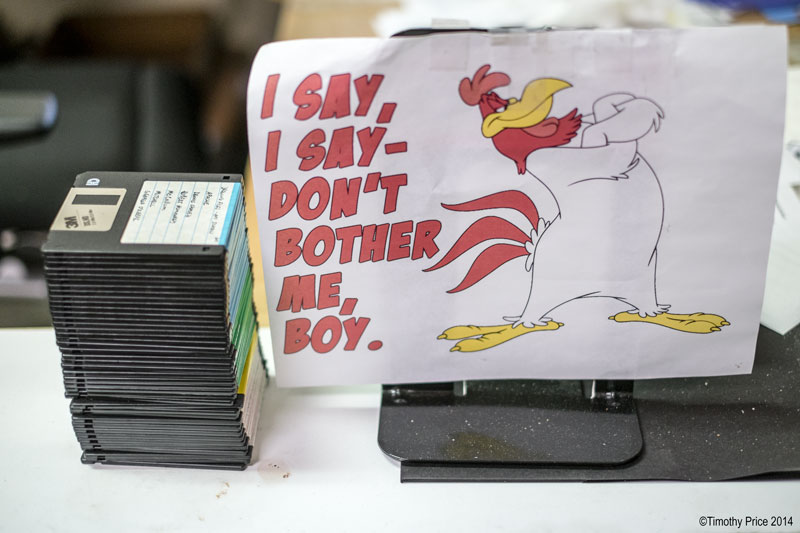 I SAY,
I SAY-
DON'T
BOTHER
ME,
BOY.
3M
©Timothy Price 2014